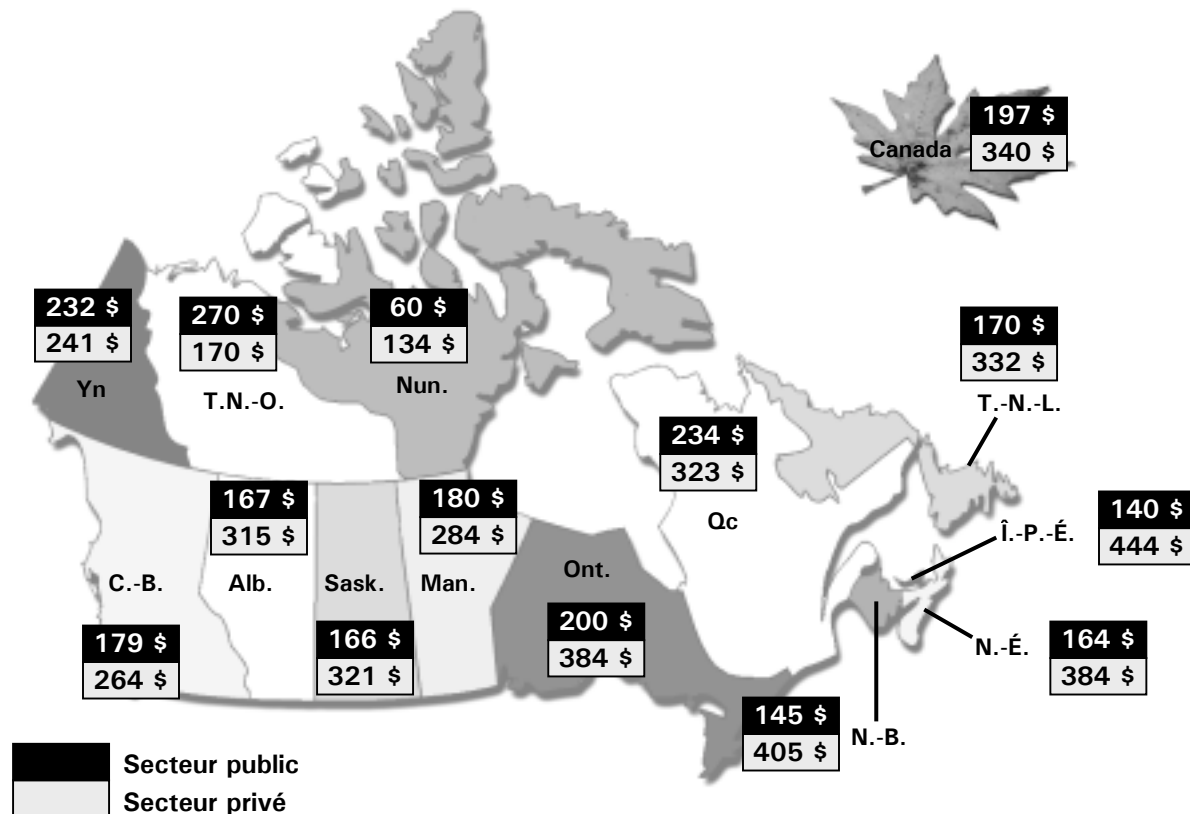 197 $
Canada
340 $
232 $
241 $
Yn
270 $
170 $
T.N.-O.
60 $
134 $
Nun.
170 $
332 $
T.-N.-L.
234 $
323 $
Qc
167 $
315 $
Alb.
180 $
284 $
Man.
140 $
444 $
Î.-P.-É.
C.-B.
179 $
264 $
Sask.
166 $
321 $
Ont.
200 $
384 $
N.-É.
164 $
384 $
145 $
405 $
N.-B.
Secteur public
Secteur privé